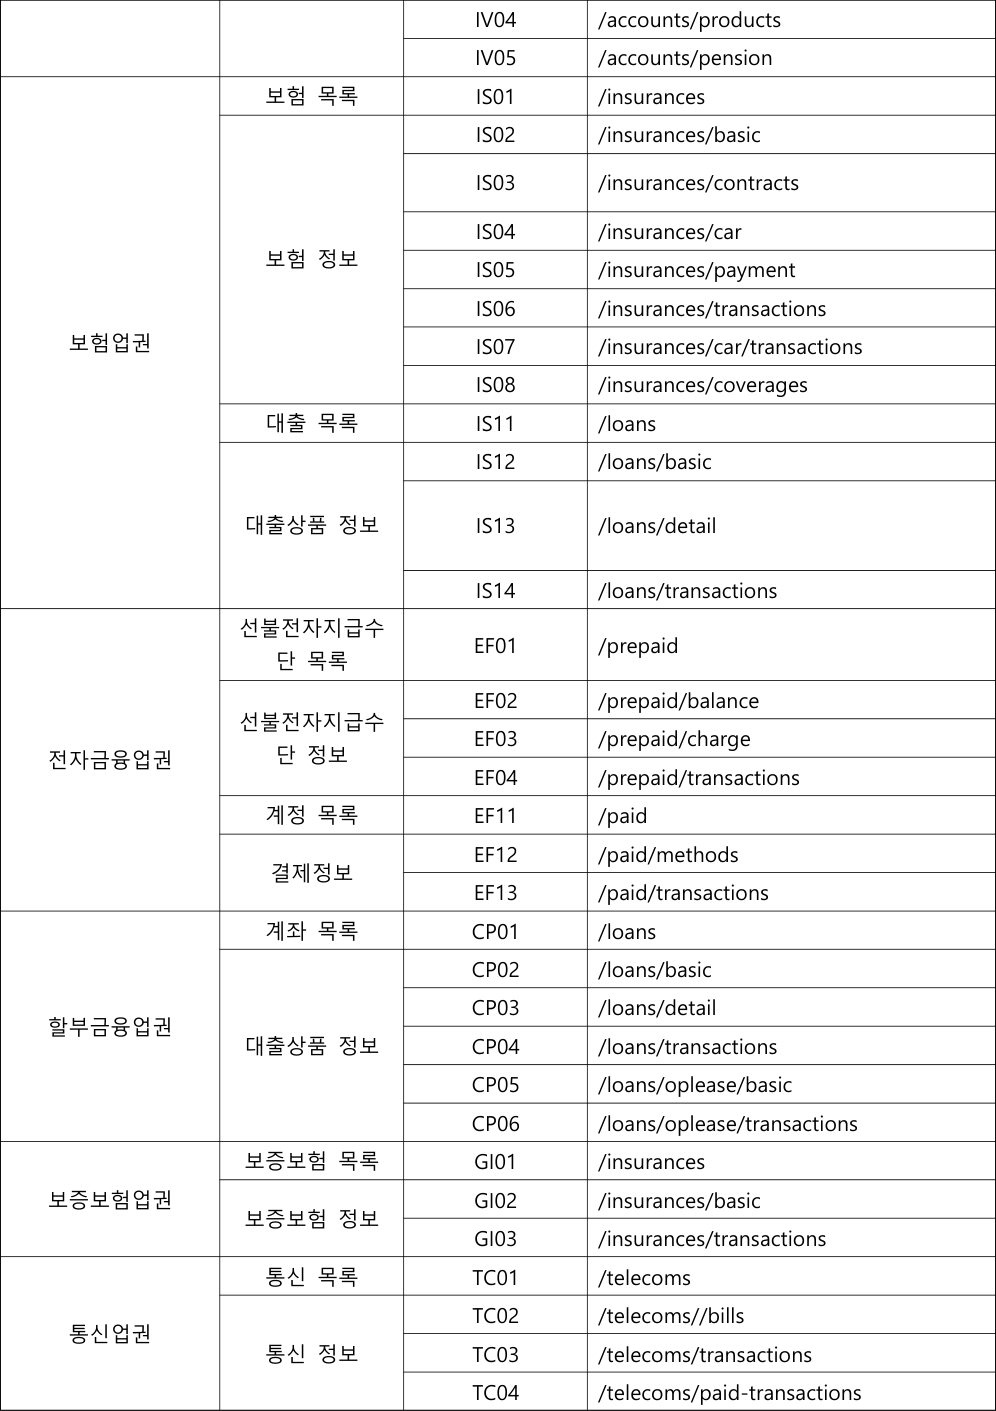 IV04 /accounts/products
IV05 /accounts/pension
보험업권
보험 목록 IS01 /insurances
보험 정보
IS02 /insurances/basic
IS03 /insurances/contracts
IS04 /insurances/car
IS05 /insurances/payment
IS06 /insurances/transactions
IS07 /insurances/car/transactions
IS08 /insurances/coverages
대출 목록 IS11 /loans
대출상품 정보
IS12 /loans/basic
IS13 /loans/detail
IS14 /loans/transactions
전자금융업권
선불전자지급수
단 목록
EF01 /prepaid
선불전자지급수
단 정보
EF02 /prepaid/balance
EF03 /prepaid/charge
EF04 /prepaid/transactions
계정 목록 EF11 /paid
결제정보
EF12 /paid/methods
EF13 /paid/transactions
할부금융업권
계좌 목록 CP01 /loans
대출상품 정보
CP02 /loans/basic
CP03 /loans/detail
CP04 /loans/transactions
CP05 /loans/oplease/basic
CP06 /loans/oplease/transactions
보증보험업권
보증보험 목록 GI01 /insurances
보증보험 정보
GI02 /insurances/basic
GI03 /insurances/transactions
통신업권
통신 목록 TC01 /telecoms
통신 정보
TC02 /telecoms//bills
TC03 /telecoms/transactions
TC04 /telecoms/paid-transactions